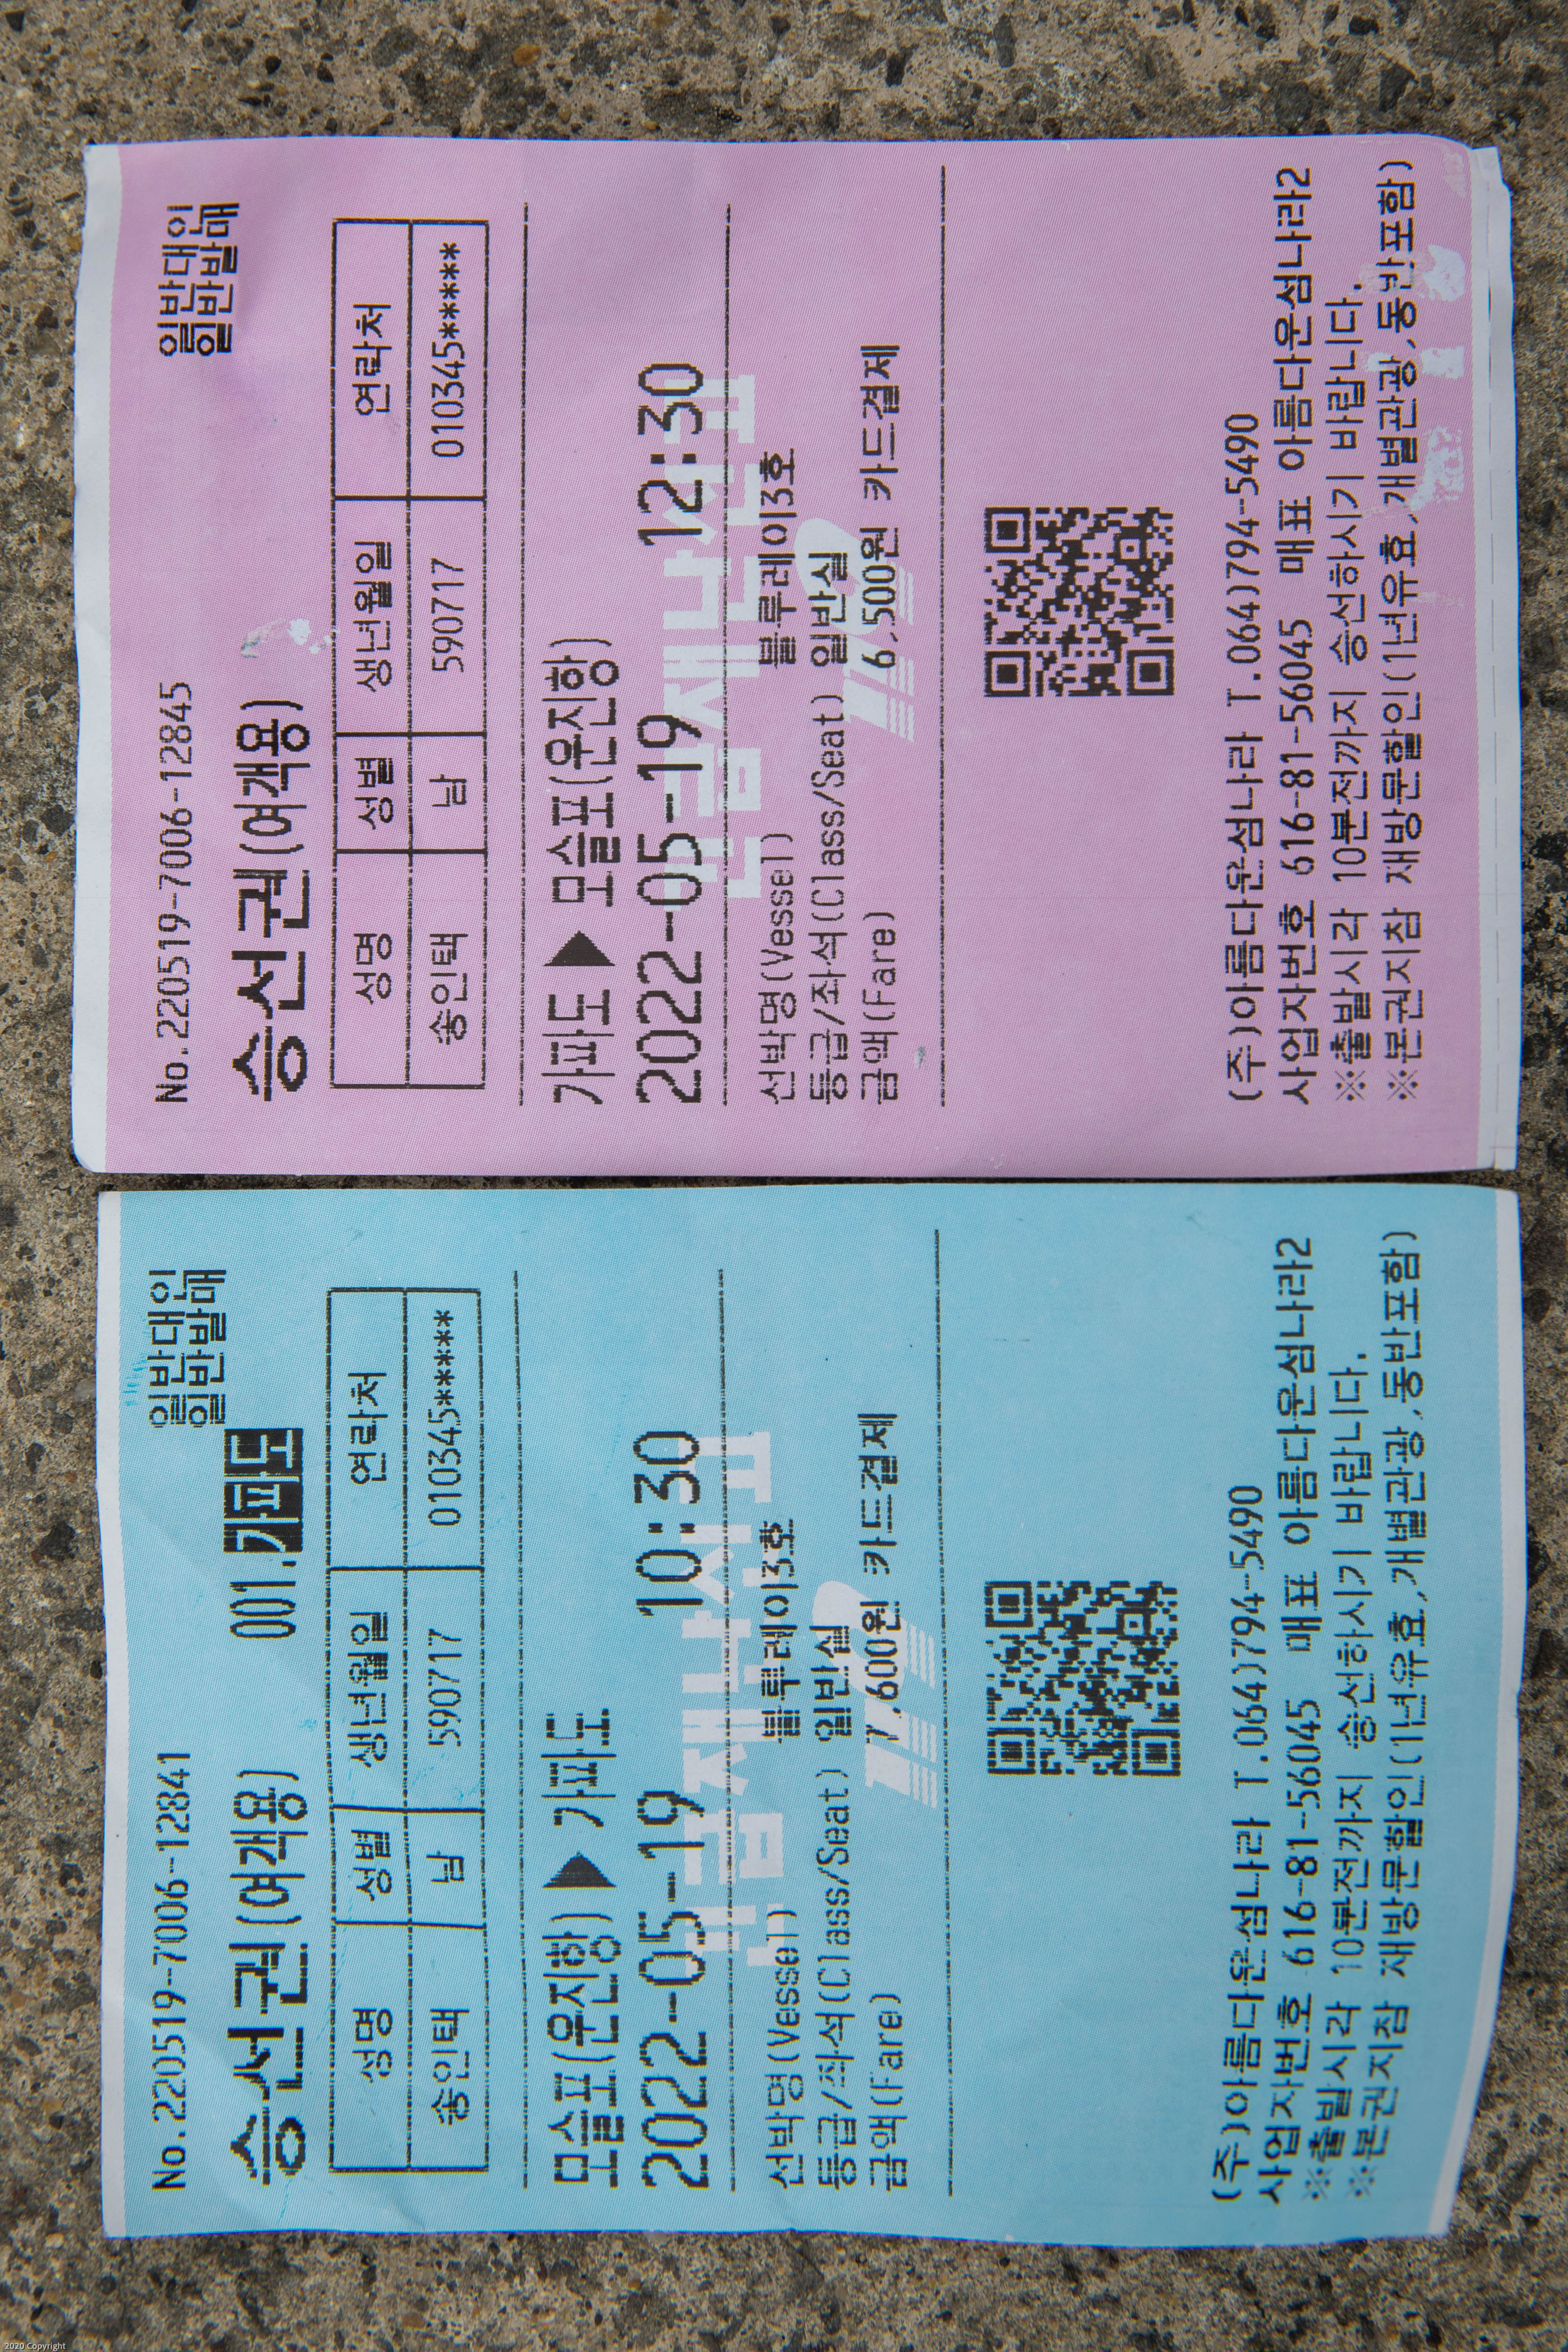 No.220519-7006-12845
일반대인
일반발매
승선권(여객용)
성명 성별 생년월일 연락처
송인택 남 590717 010345*****
가파도 ▶ 모슬포(운진항)
2022-05-19 12:30
선박명(Vessel) 블루레이3호
등급/좌석(Class/Seat) 일반실
금액(Fare) 6,500원 카드결제
(주)아름다운섬나라 T.064)794-5490
사업자번호 616-81-56045 매표 아름다운섬나라2
※출발시각 10분전까지 승선하시기 바랍니다.
※본권지참 재방문할인(1년유효,개별관광,동반포함)
No.220519-7006-12841
일반대인
일반발매
승선권(여객용) 001.가파도
성명 성별 생년월일 연락처
송인택 남 590717 010345*****
모슬포(운진항) ▶ 가파도
2022-05-19 10:30
선박명(Vessel) 블루레이3호
등급/좌석(Class/Seat) 일반실
금액(Fare) 7,600원 카드결제
(주)아름다운섬나라 T.064)794-5490
사업자번호 616-81-56045 매표 아름다운섬나라2
※출발시각 10분전까지 승선하시기 바랍니다.
※본권지참 재방문할인(1년유효,개별관광,동반포함)
2020 Copyright